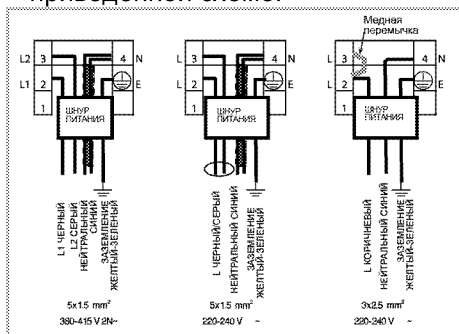 приведенной схеме.
Медная
перемычка
L2 3 4 N
L1 2 E
1
ШНУР
ПИТАНИЯ
L1 ЧЕРНЫЙ
L2 СЕРЫЙ
НЕЙТРАЛЬНЫЙ
СИНИЙ
ЗАЗЕМЛЕНИЕ
ЖЕЛТЫЙ-ЗЕЛЕНЫЙ
5x1.5 mm²
380-415 V 2N~
L 3 4 N
L 2 E
1
ШНУР
ПИТАНИЯ
L ЧЕРНЫЙ/СЕРЫЙ
НЕЙТРАЛЬНЫЙ СИНИЙ
ЗАЗЕМЛЕНИЕ
ЖЕЛТЫЙ-ЗЕЛЕНЫЙ
5x1.5 mm²
220-240 V ~
L 3 4 N
L 2 E
1
ШНУР
ПИТАНИЯ
L КОРИЧНЕВЫЙ
НЕЙТРАЛЬНЫЙ СИНИЙ
ЗАЗЕМЛЕНИЕ
ЖЕЛТЫЙ-ЗЕЛЕНЫЙ
3x2.5 mm²
220-240 V ~